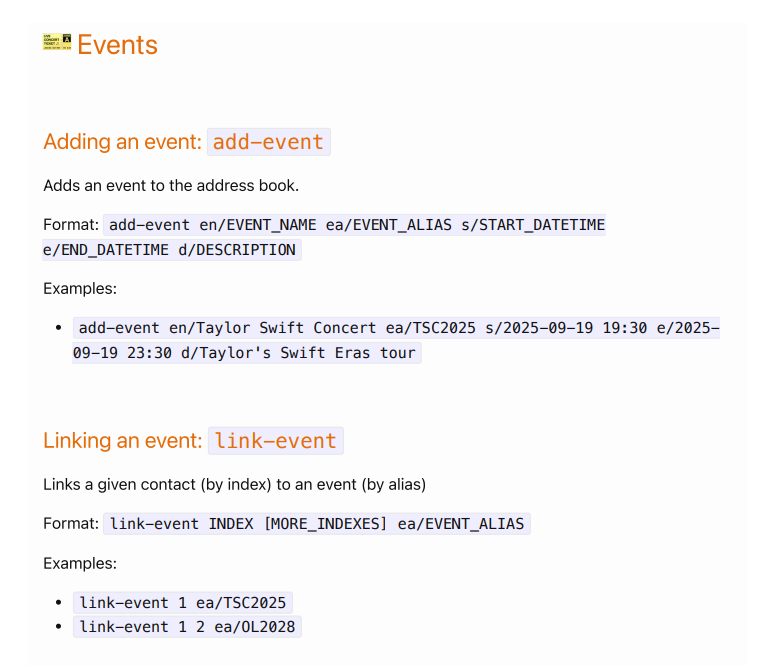 LIVE
CONCERT
TICKET
A
Events
Adding an event: add-event
Adds an event to the address book.
Format: add-event en/EVENT_NAME ea/EVENT_ALIAS s/START_DATETIME
e/END_DATETIME d/DESCRIPTION
Examples:
• add-event en/Taylor Swift Concert ea/TSC2025 s/2025-09-19 19:30 e/2025-
09-19 23:30 d/Taylor's Swift Eras tour
Linking an event: link-event
Links a given contact (by index) to an event (by alias)
Format: link-event INDEX [MORE_INDEXES] ea/EVENT_ALIAS
Examples:
• link-event 1 ea/TSC2025
• link-event 1 2 ea/OL2028